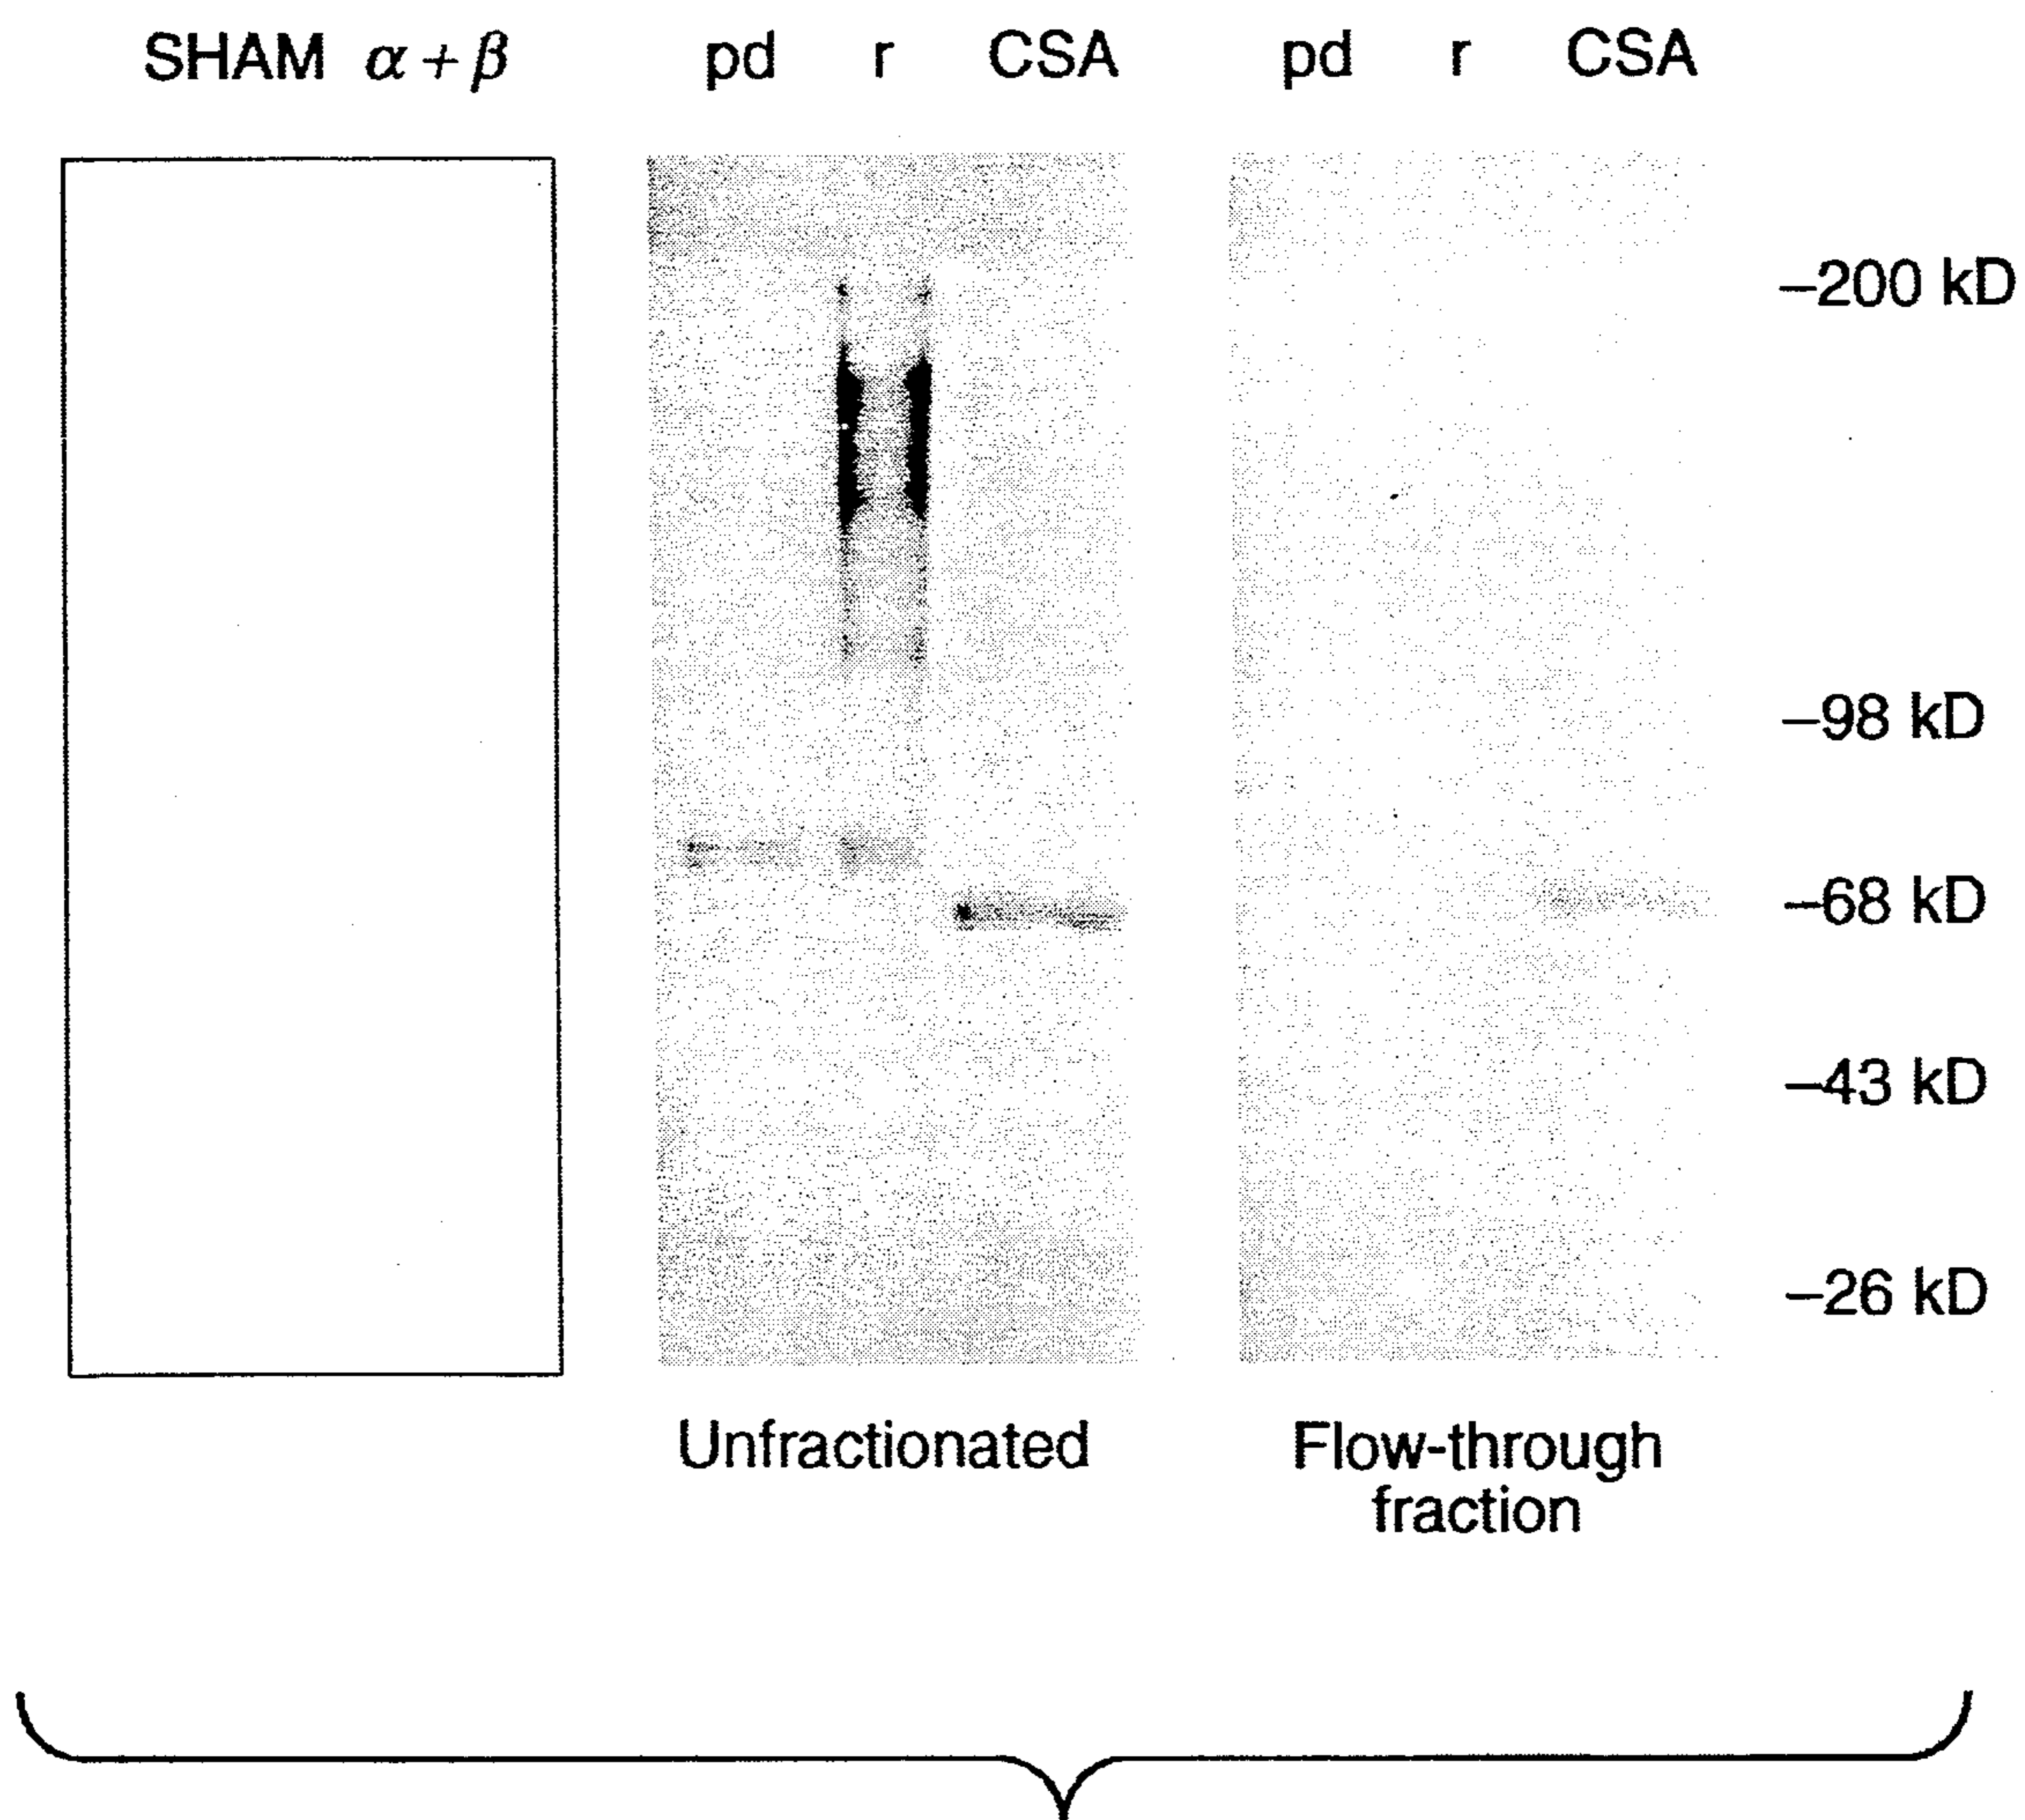 SHAM α + β pd r CSA pd r CSA
–200 kD
–98 kD
–68 kD
–43 kD
–26 kD
Unfractionated
Flow-through
fraction